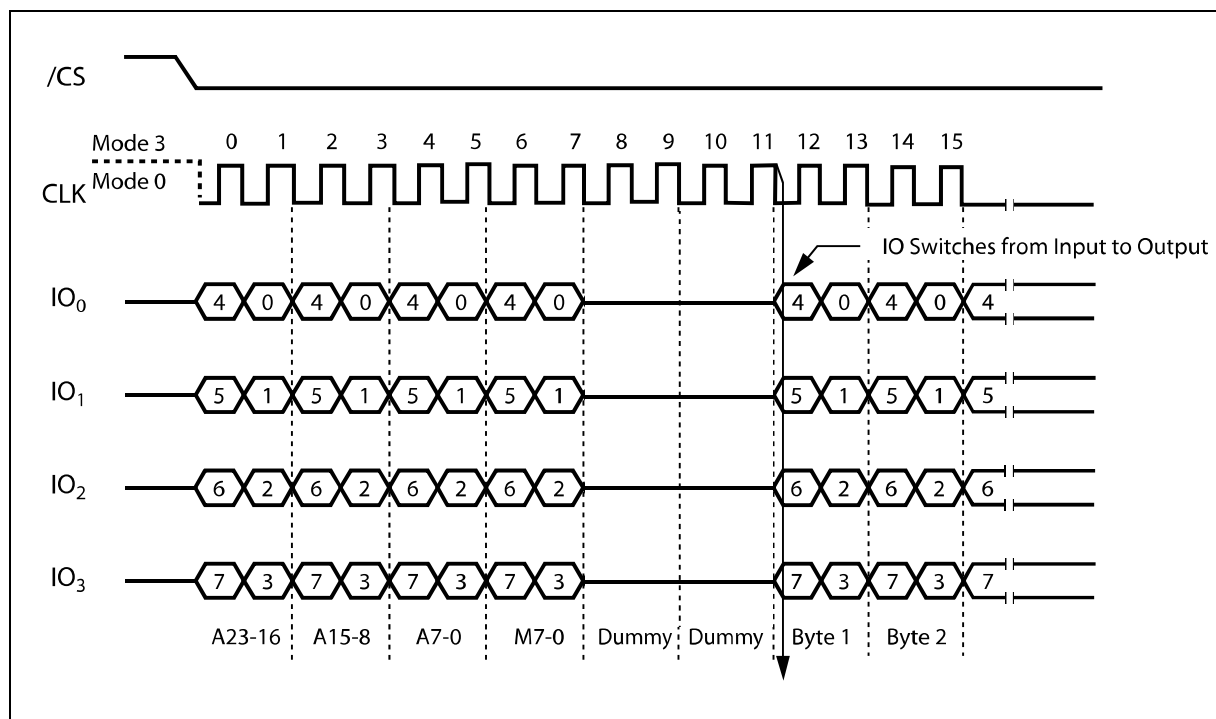 /CS
Mode 3
0 1 2 3 4 5 6 7 8 9 10 11 12 13 14 15
CLK Mode 0
IO Switches from Input to Output
IO0 4 0 4 0 4 0 4 0 4 0 4 0 4
IO1 5 1 5 1 5 1 5 1 5 1 5 1 5
IO2 6 2 6 2 6 2 6 2 6 2 6 2 6
IO3 7 3 7 3 7 3 7 3 7 3 7 3 7
A23-16 A15-8 A7-0 M7-0 Dummy Dummy Byte 1 Byte 2